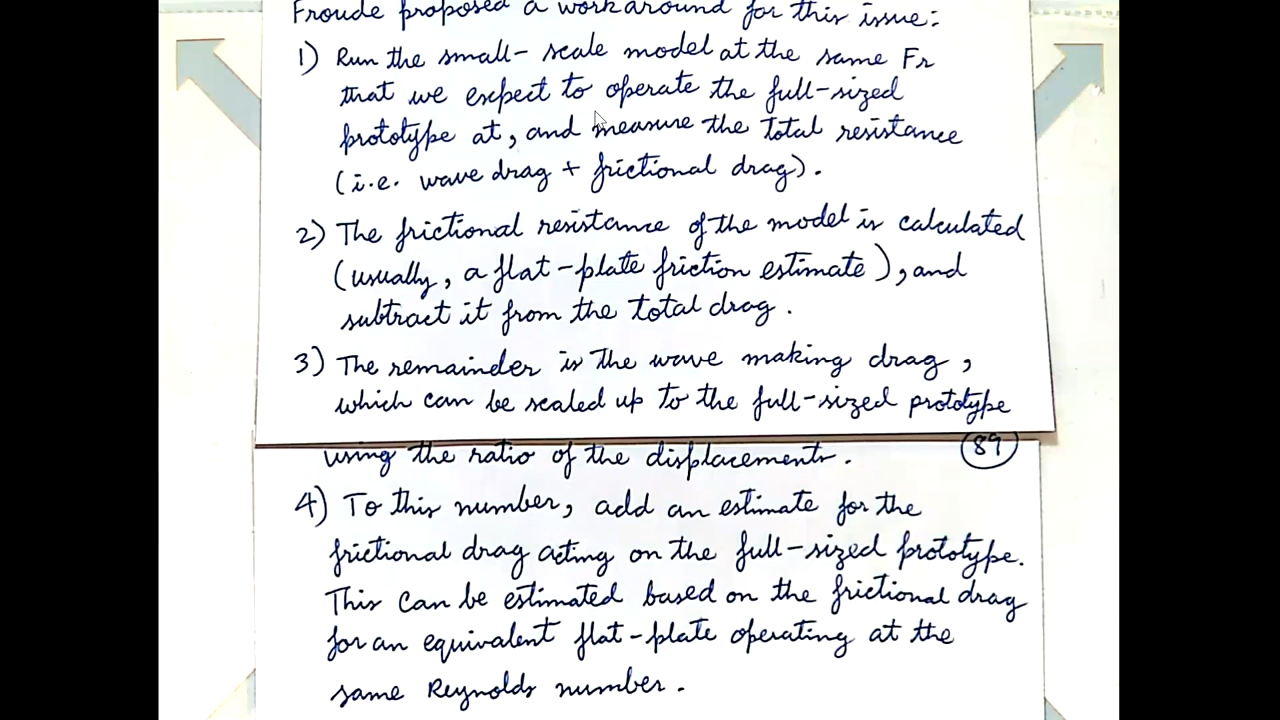 Froude proposed a workaround for this issue:
1) Run the small-scale model at the same Fr
that we expect to operate the full-sized
prototype at, and measure the total resistance
(i.e. wave drag + frictional drag).
2) The frictional resistance of the model is calculated
(usually, a flat-plate friction estimate), and
subtract it from the total drag.
3) The remainder is the wave making drag,
which can be scaled up to the full-sized prototype
89
using the ratio of the displacements.
4) To this number, add an estimate for the
frictional drag acting on the full-sized prototype.
This can be estimated based on the frictional drag
for an equivalent flat-plate operating at the
same Reynolds number.